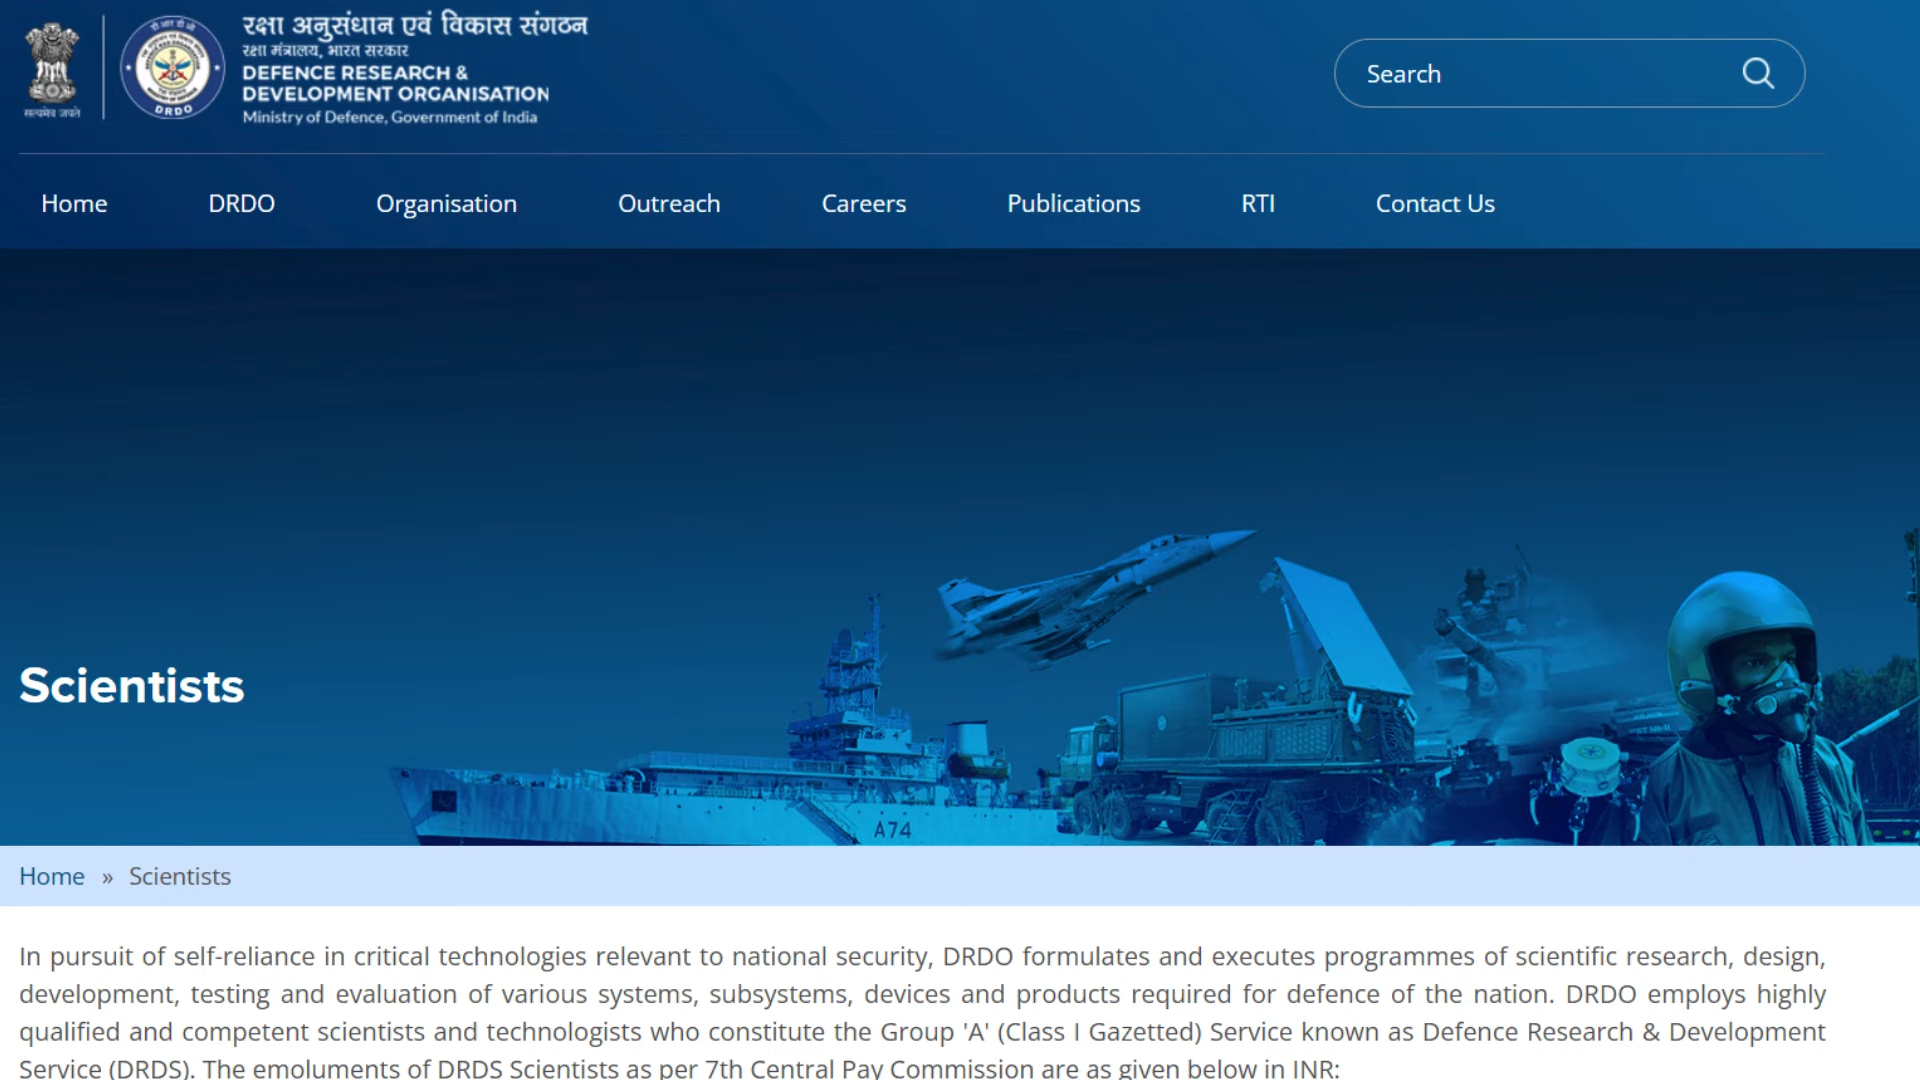 रक्षा अनुसंधान एवं विकास संगठन
रक्षा मंत्रालय, भारत सरकार
DEFENCE RESEARCH &
DEVELOPMENT ORGANISATION
Ministry of Defence, Government of India
सत्यमेव जयते
DRDO
Search
Home DRDO Organisation Outreach Careers Publications RTI Contact Us
Scientists
A74
Home » Scientists
In pursuit of self-reliance in critical technologies relevant to national security, DRDO formulates and executes programmes of scientific research, design,
development, testing and evaluation of various systems, subsystems, devices and products required for defence of the nation. DRDO employs highly
qualified and competent scientists and technologists who constitute the Group 'A' (Class I Gazetted) Service known as Defence Research & Development
Service (DRDS). The emoluments of DRDS Scientists as per 7th Central Pay Commission are as given below in INR: